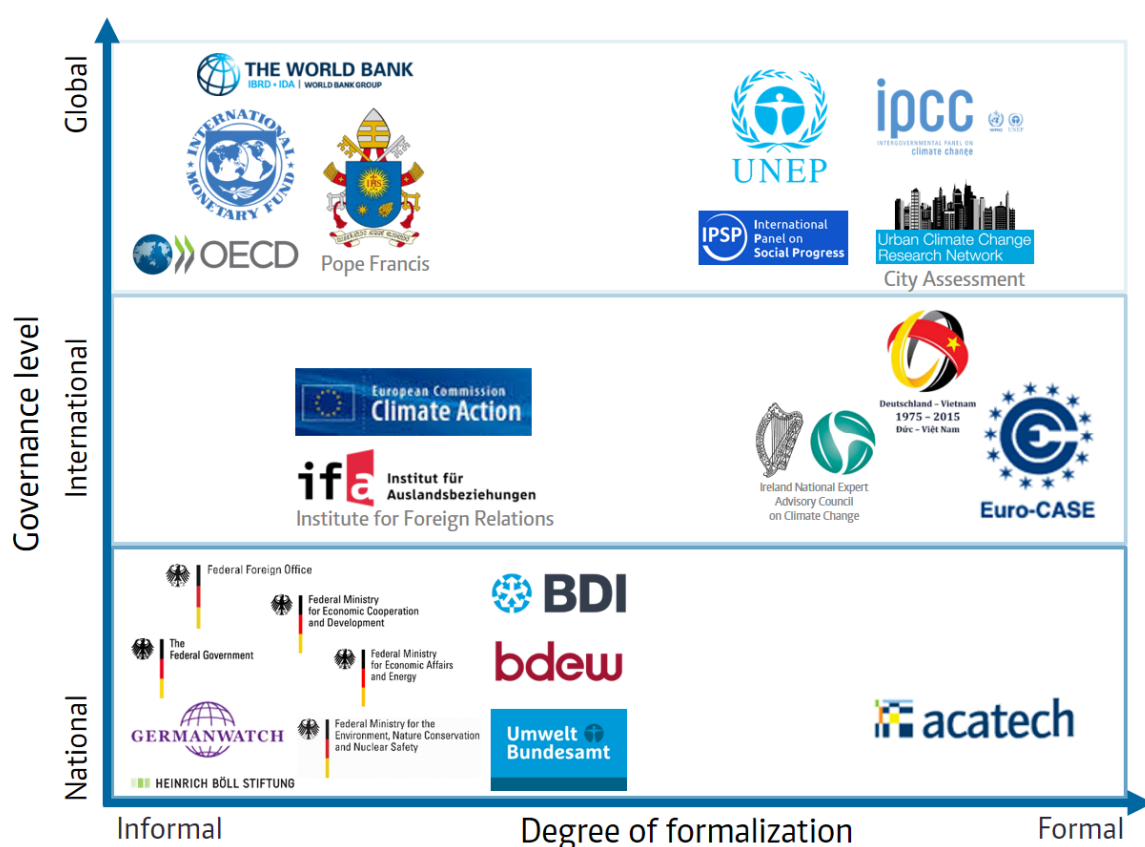 Governance level
Global
International
National
THE WORLD BANK
IBRD • IDA | WORLD BANK GROUP
INTERNATIONAL
MONETARY FUND
IHS
OECD
Pope Francis
UNEP
ipcc
INTERGOVERNMENTAL PANEL ON
climate change
WMO
UNEP
IPSP
International
Panel on
Social Progress
Urban Climate Change
Research Network
City Assessment
European Commission
Climate Action
ifa
Institut für
Auslandsbeziehungen
Institute for Foreign Relations
Deutschland – Vietnam
1975 – 2015
Đức – Việt Nam
Ireland National Expert
Advisory Council
on Climate Change
Euro-CASE
Federal Foreign Office
Federal Ministry
for Economic Cooperation
and Development
The
Federal Government
Federal Ministry
for Economic Affairs
and Energy
GERMANWATCH
Federal Ministry for the
Environment, Nature Conservation
and Nuclear Safety
HEINRICH BÖLL STIFTUNG
BDI
bdew
Umwelt
Bundesamt
acatech
Informal
Degree of formalization
Formal